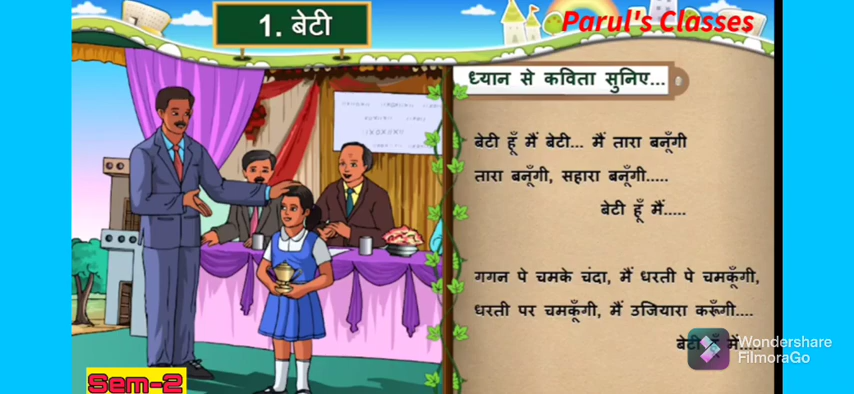 1. बेटी
Parul's Classes
ध्यान से कविता सुनिए...
बेटी हूँ मैं बेटी... मैं तारा बनूँगी
तारा बनूँगी, सहारा बनूँगी.....
बेटी हूँ मैं.....
गगन पे चमके चंदा, मैं धरती पे चमकूँगी,
धरती पर चमकूँगी, मैं उजियारा करूँगी....
बेटी हूँ मैं.....
Wondershare
FilmoraGo
Sem-2